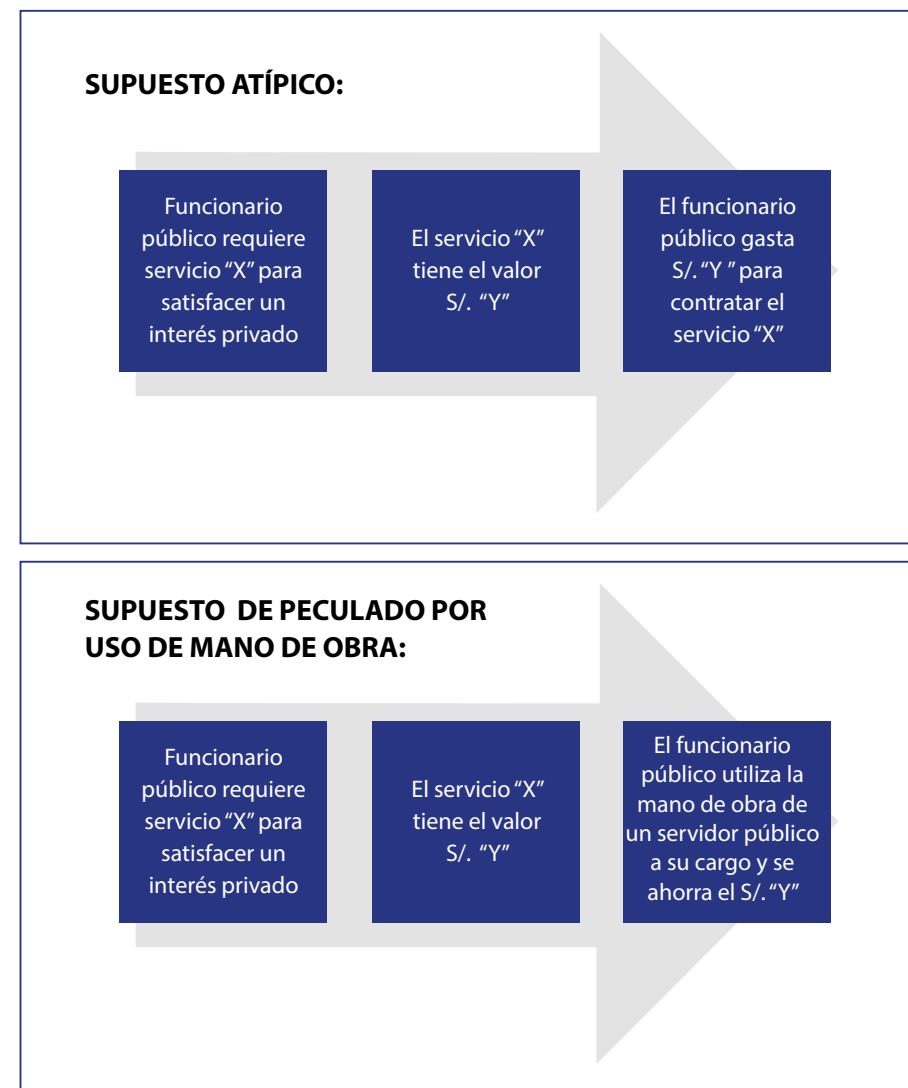 SUPUESTO ATÍPICO:
Funcionario
público requiere
servicio “X” para
satisfacer un
interés privado
El servicio “X”
tiene el valor
S/. “Y”
El funcionario
público gasta
S/. “Y ” para
contratar el
servicio “X”
SUPUESTO DE PECULADO POR
USO DE MANO DE OBRA:
Funcionario
público requiere
servicio “X” para
satisfacer un
interés privado
El servicio “X”
tiene el valor
S/. “Y”
El funcionario
público utiliza la
mano de obra de
un servidor público
a su cargo y se
ahorra el S/. “Y”